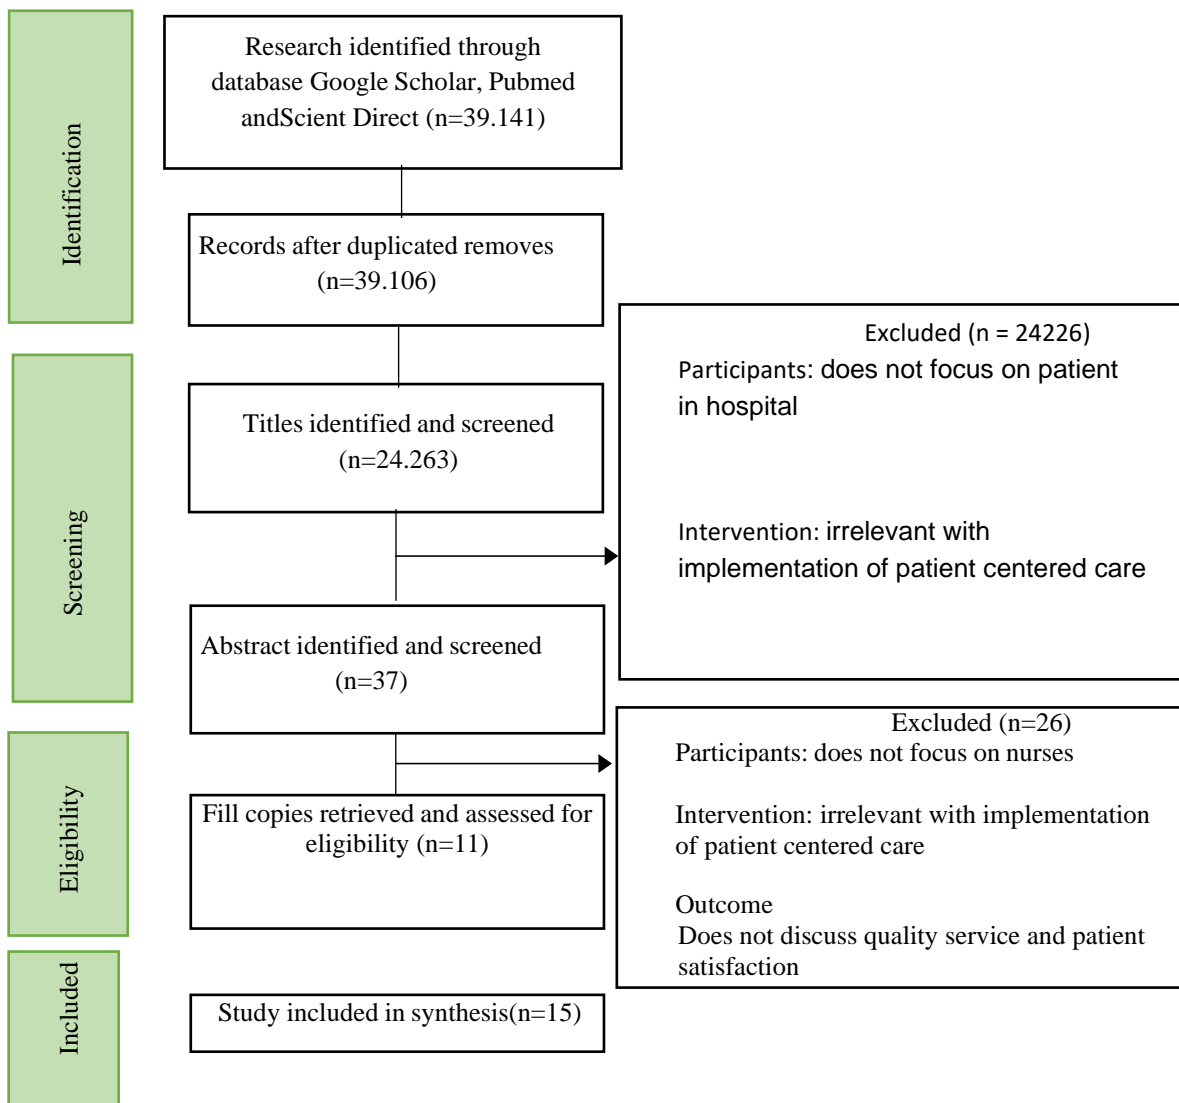 Identification
Research identified through
database Google Scholar, Pubmed
andScient Direct (n=39.141)
Records after duplicated removes
(n=39.106)
Screening
Titles identified and screened
(n=24.263)
Excluded (n = 24226)
Participants: does not focus on patient
in hospital
Intervention: irrelevant with
implementation of patient centered care
Abstract identified and screened
(n=37)
Eligibility
Excluded (n=26)
Participants: does not focus on nurses
Intervention: irrelevant with implementation
of patient centered care
Outcome
Does not discuss quality service and patient
satisfaction
Fill copies retrieved and assessed for
eligibility (n=11)
Included
Study included in synthesis(n=15)